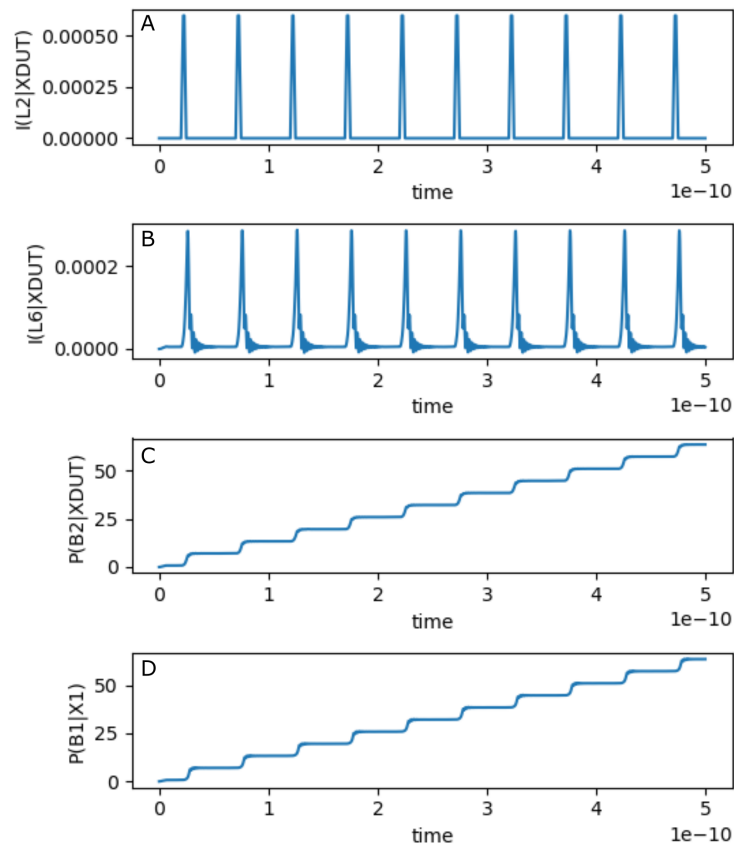 A
I(L2|XDUT)
0.00050
0.00025
0.00000
0 1 2 3 4 5
time
1e−10
B
I(L6|XDUT)
0.0002
0.0000
0 1 2 3 4 5
time
1e−10
C
P(B2|XDUT)
50
25
0
0 1 2 3 4 5
time
1e−10
D
P(B1|X1)
50
25
0
0 1 2 3 4 5
time
1e−10